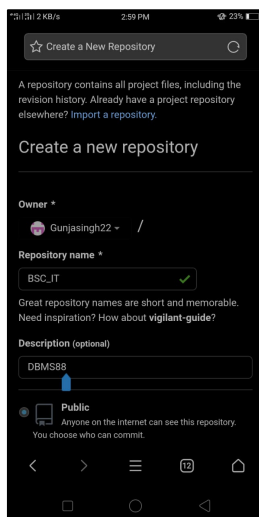 2 KB/s 2:59 PM 23%
Create a New Repository
A repository contains all project files, including the
revision history. Already have a project repository
elsewhere? Import a repository.
Create a new repository
Owner *
Gunjasingh22 /
Repository name *
BSC_IT
Great repository names are short and memorable.
Need inspiration? How about vigilant-guide?
Description (optional)
DBMS88
Public
Anyone on the internet can see this repository.
You choose who can commit.
12